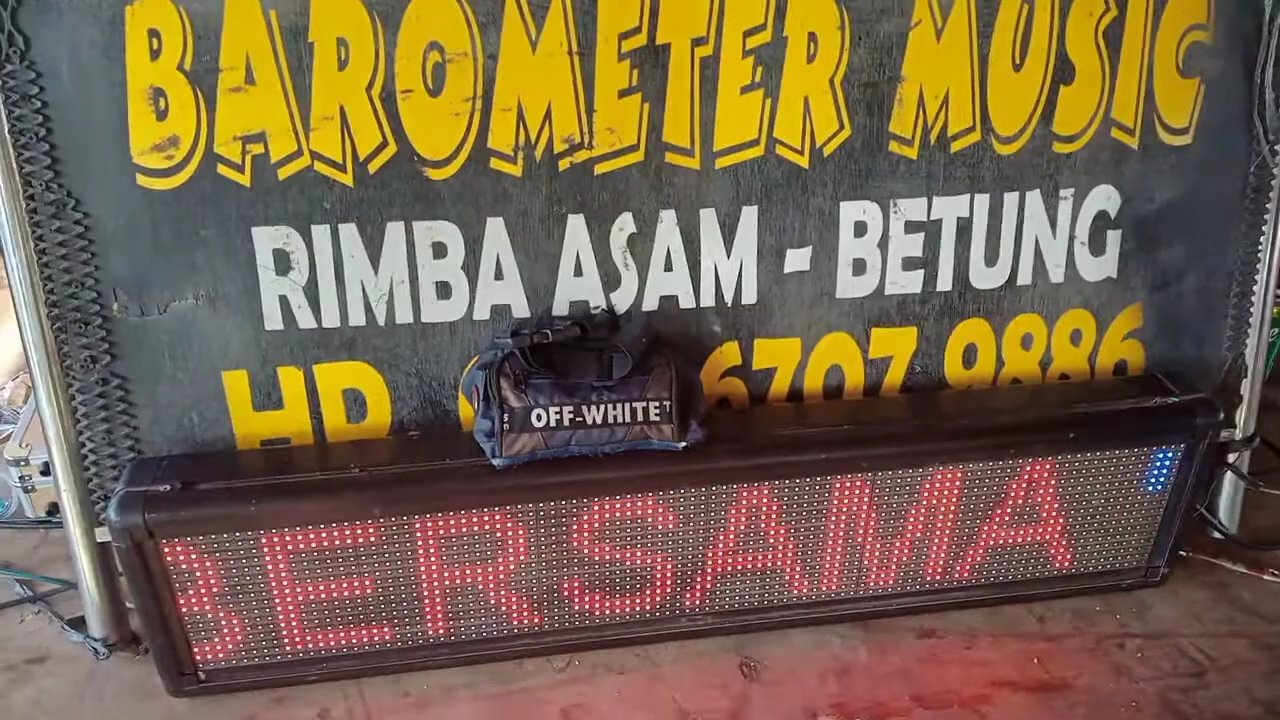 BAROMETER MUSIC
RIMBA ASAM - BETUNG
HP. 6707 9886
OFF-WHITE
BERSAMA